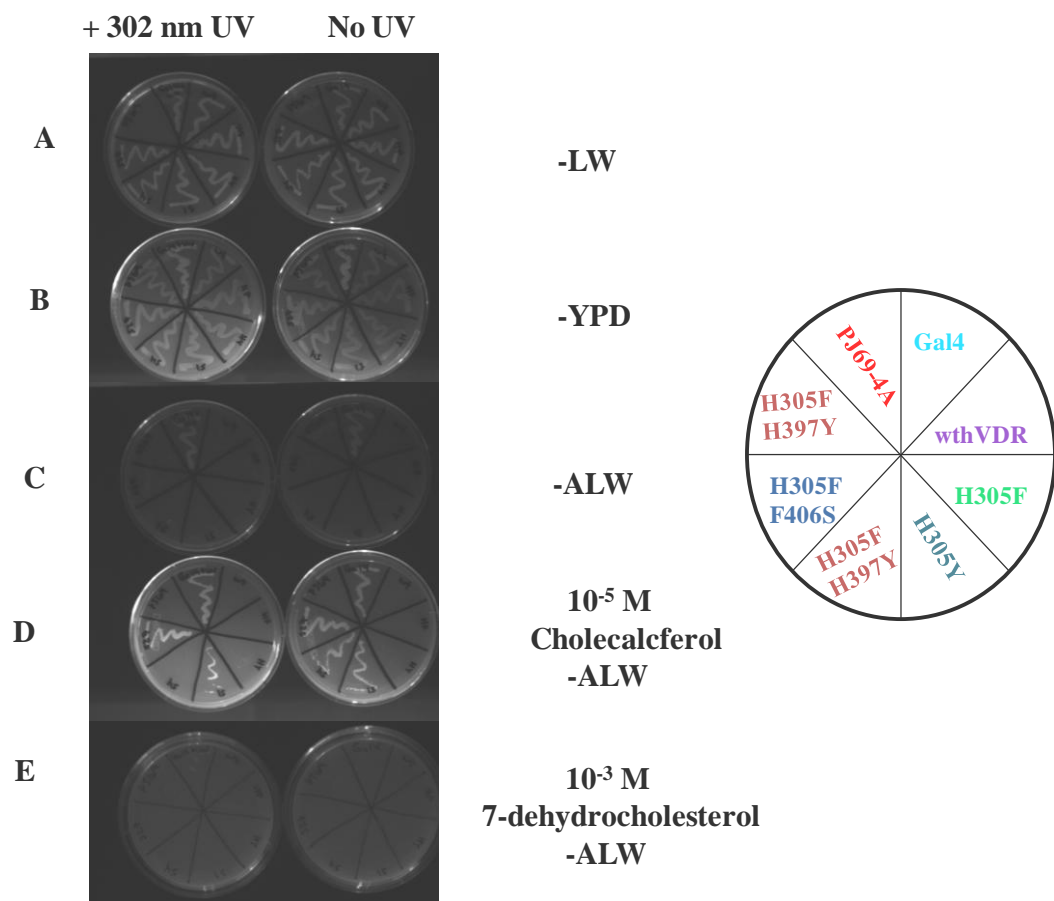 + 302 nm UV
No UV
A
-LW
B
-YPD
C
-ALW
D
10-5 M
Cholecalcferol
-ALW
E
10-3 M
7-dehydrocholesterol
-ALW
PJ69-4A
Gal4
wthVDR
H305F
H305Y
H305F
H397Y
H305F
F406S
H305F
H397Y